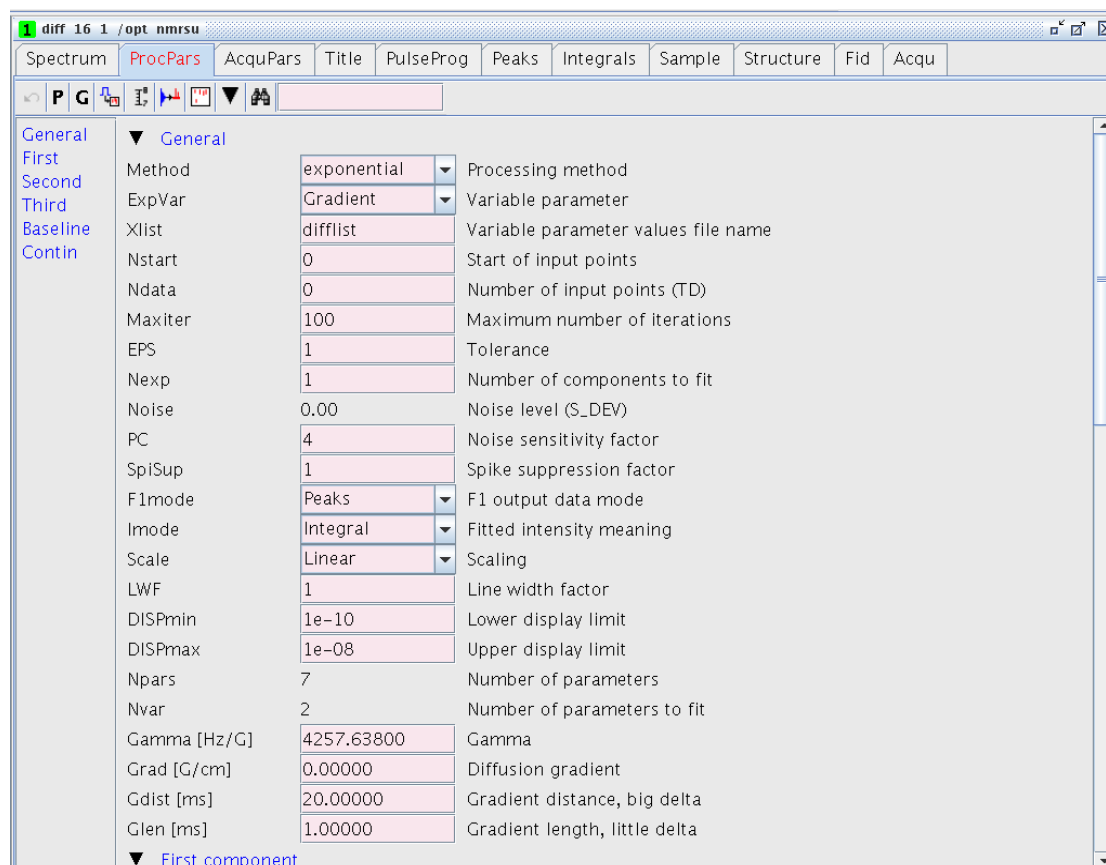 1 diff 16 1 /opt nmrsu
Spectrum ProcPars AcquPars Title PulseProg Peaks Integrals Sample Structure Fid Acqu
P G
General
First
Second
Third
Baseline
Contin
General
Method exponential Processing method
ExpVar Gradient Variable parameter
Xlist difflist Variable parameter values file name
Nstart 0 Start of input points
Ndata 0 Number of input points (TD)
Maxiter 100 Maximum number of iterations
EPS 1 Tolerance
Nexp 1 Number of components to fit
Noise 0.00 Noise level (S_DEV)
PC 4 Noise sensitivity factor
SpiSup 1 Spike suppression factor
F1mode Peaks F1 output data mode
Imode Integral Fitted intensity meaning
Scale Linear Scaling
LWF 1 Line width factor
DISPmin 1e-10 Lower display limit
DISPmax 1e-08 Upper display limit
Npars 7 Number of parameters
Nvar 2 Number of parameters to fit
Gamma [Hz/G] 4257.63800 Gamma
Grad [G/cm] 0.00000 Diffusion gradient
Gdist [ms] 20.00000 Gradient distance, big delta
Glen [ms] 1.00000 Gradient length, little delta
First component